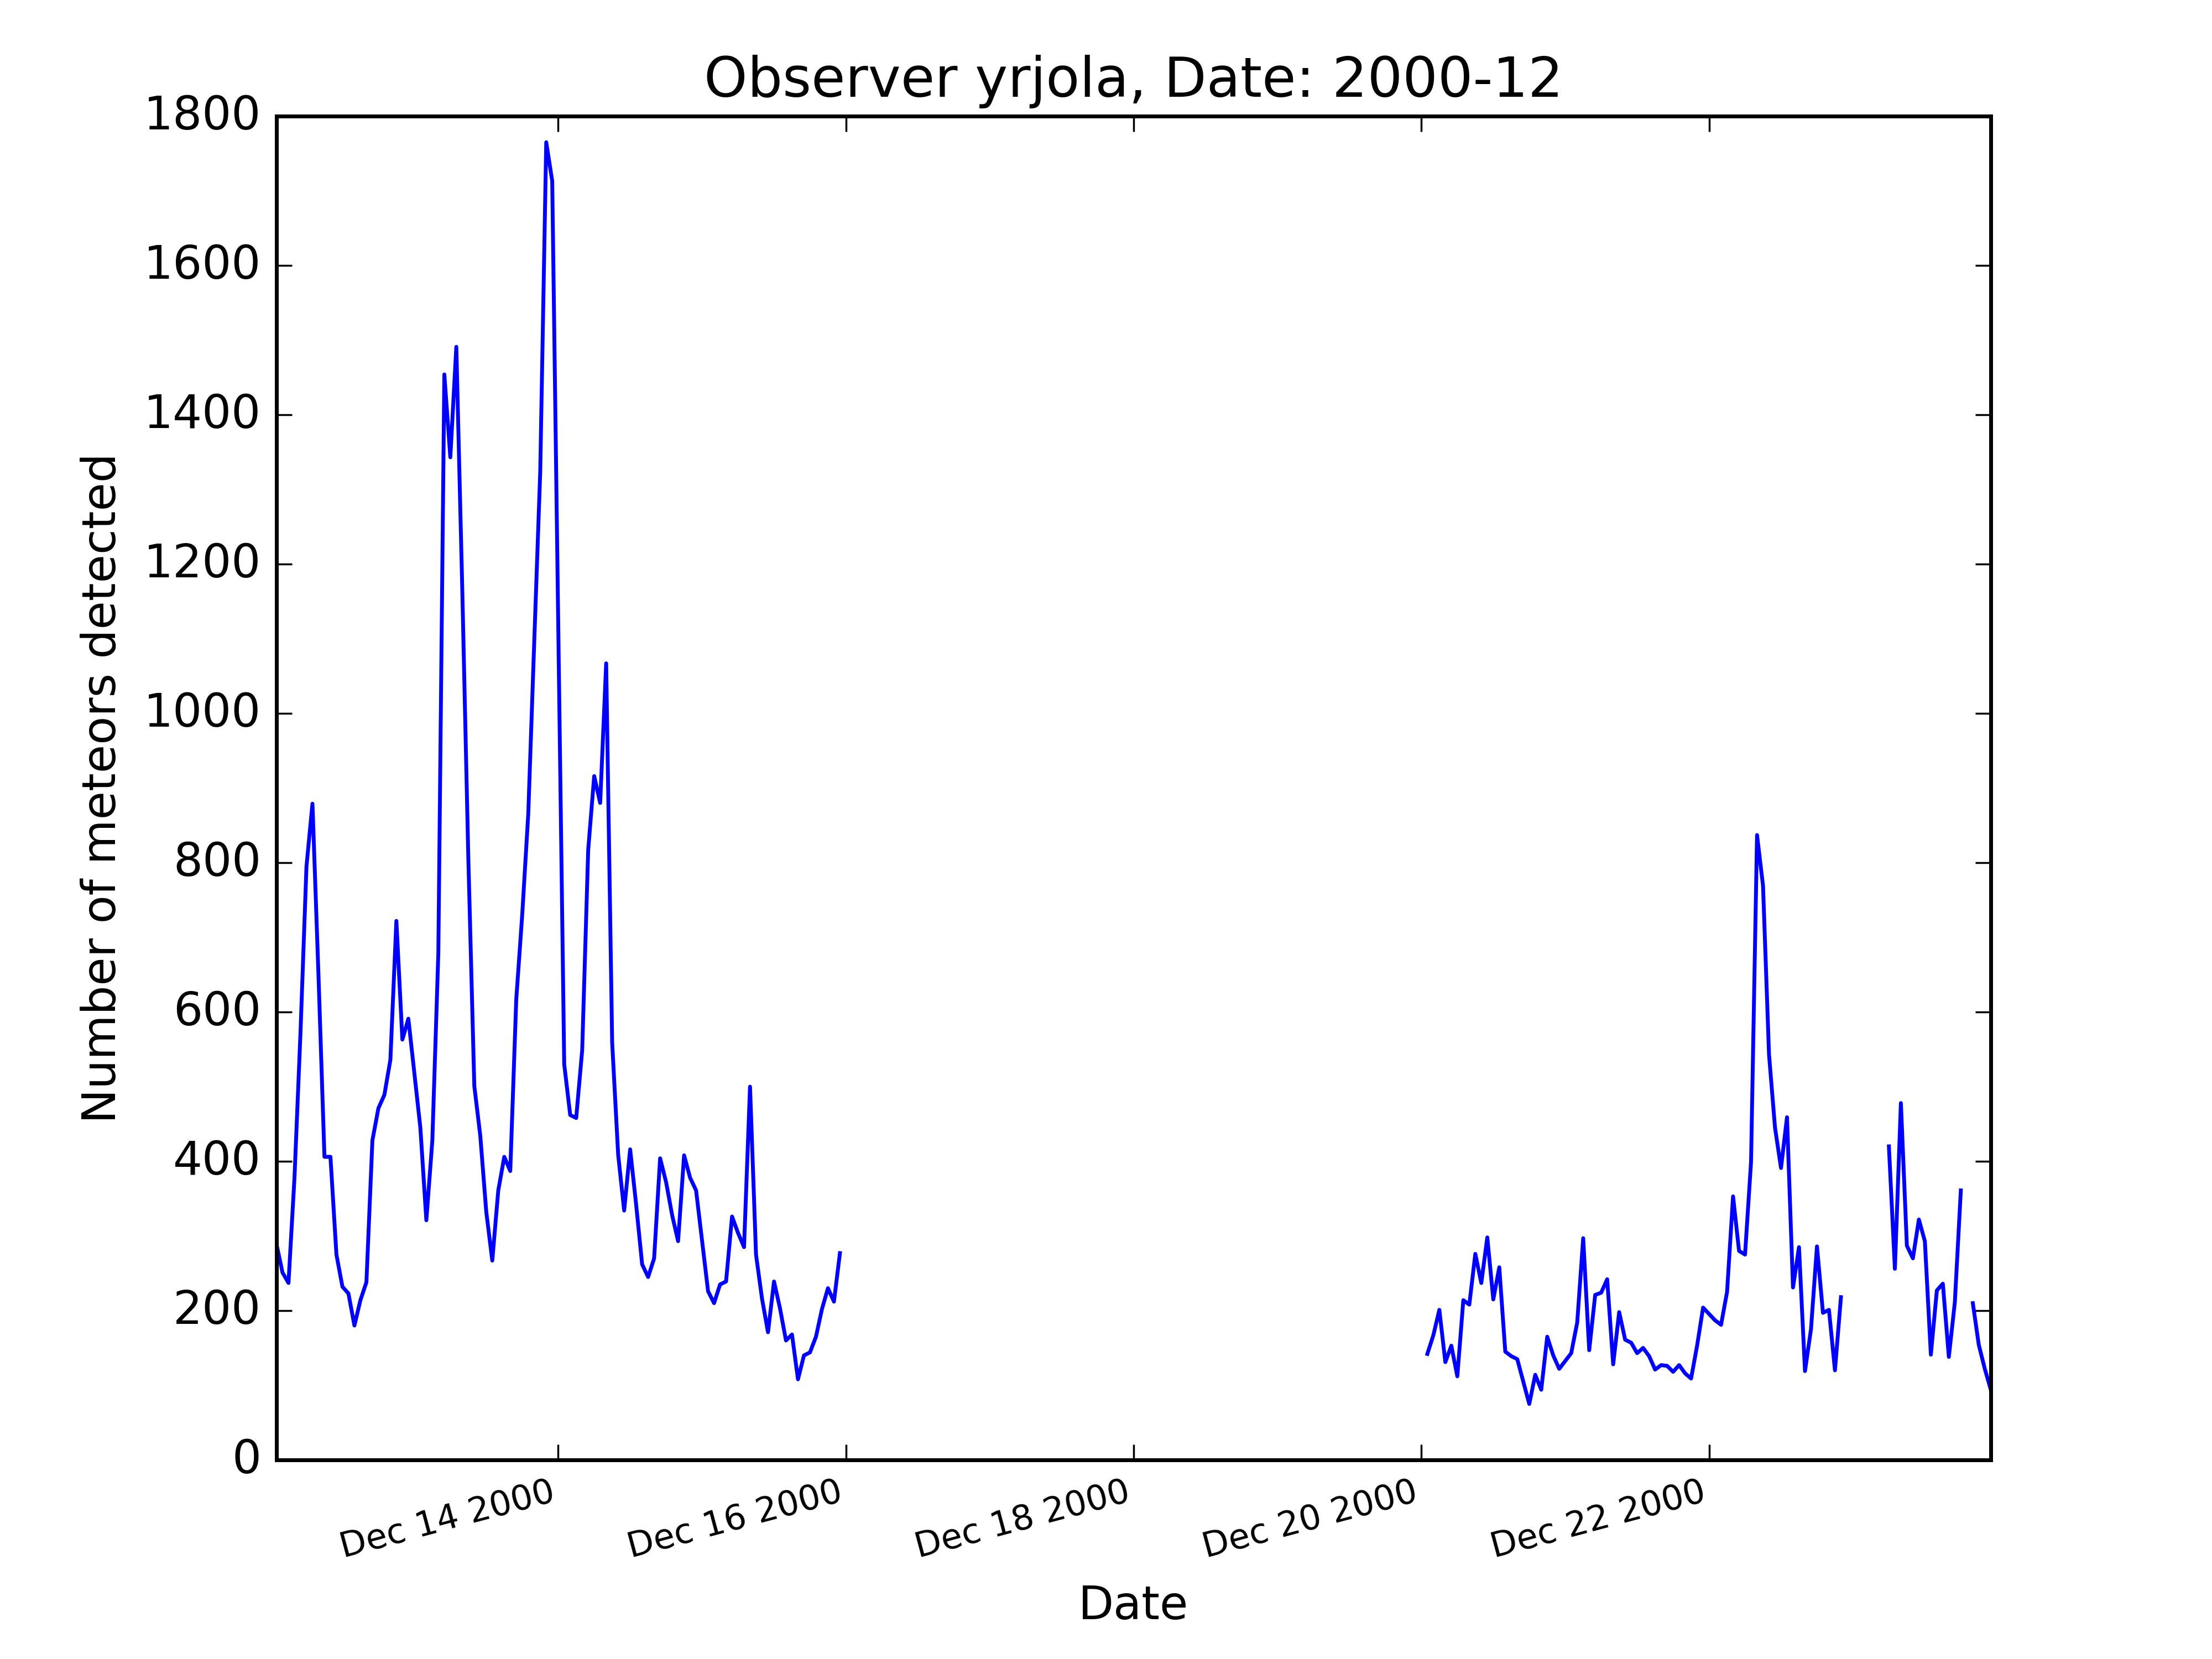 Observer yrjola, Date: 2000-12
1800
1600
1400
1200
1000
800
600
400
200
0
Number of meteors detected
Dec 14 2000
Dec 16 2000
Dec 18 2000
Dec 20 2000
Dec 22 2000
Date